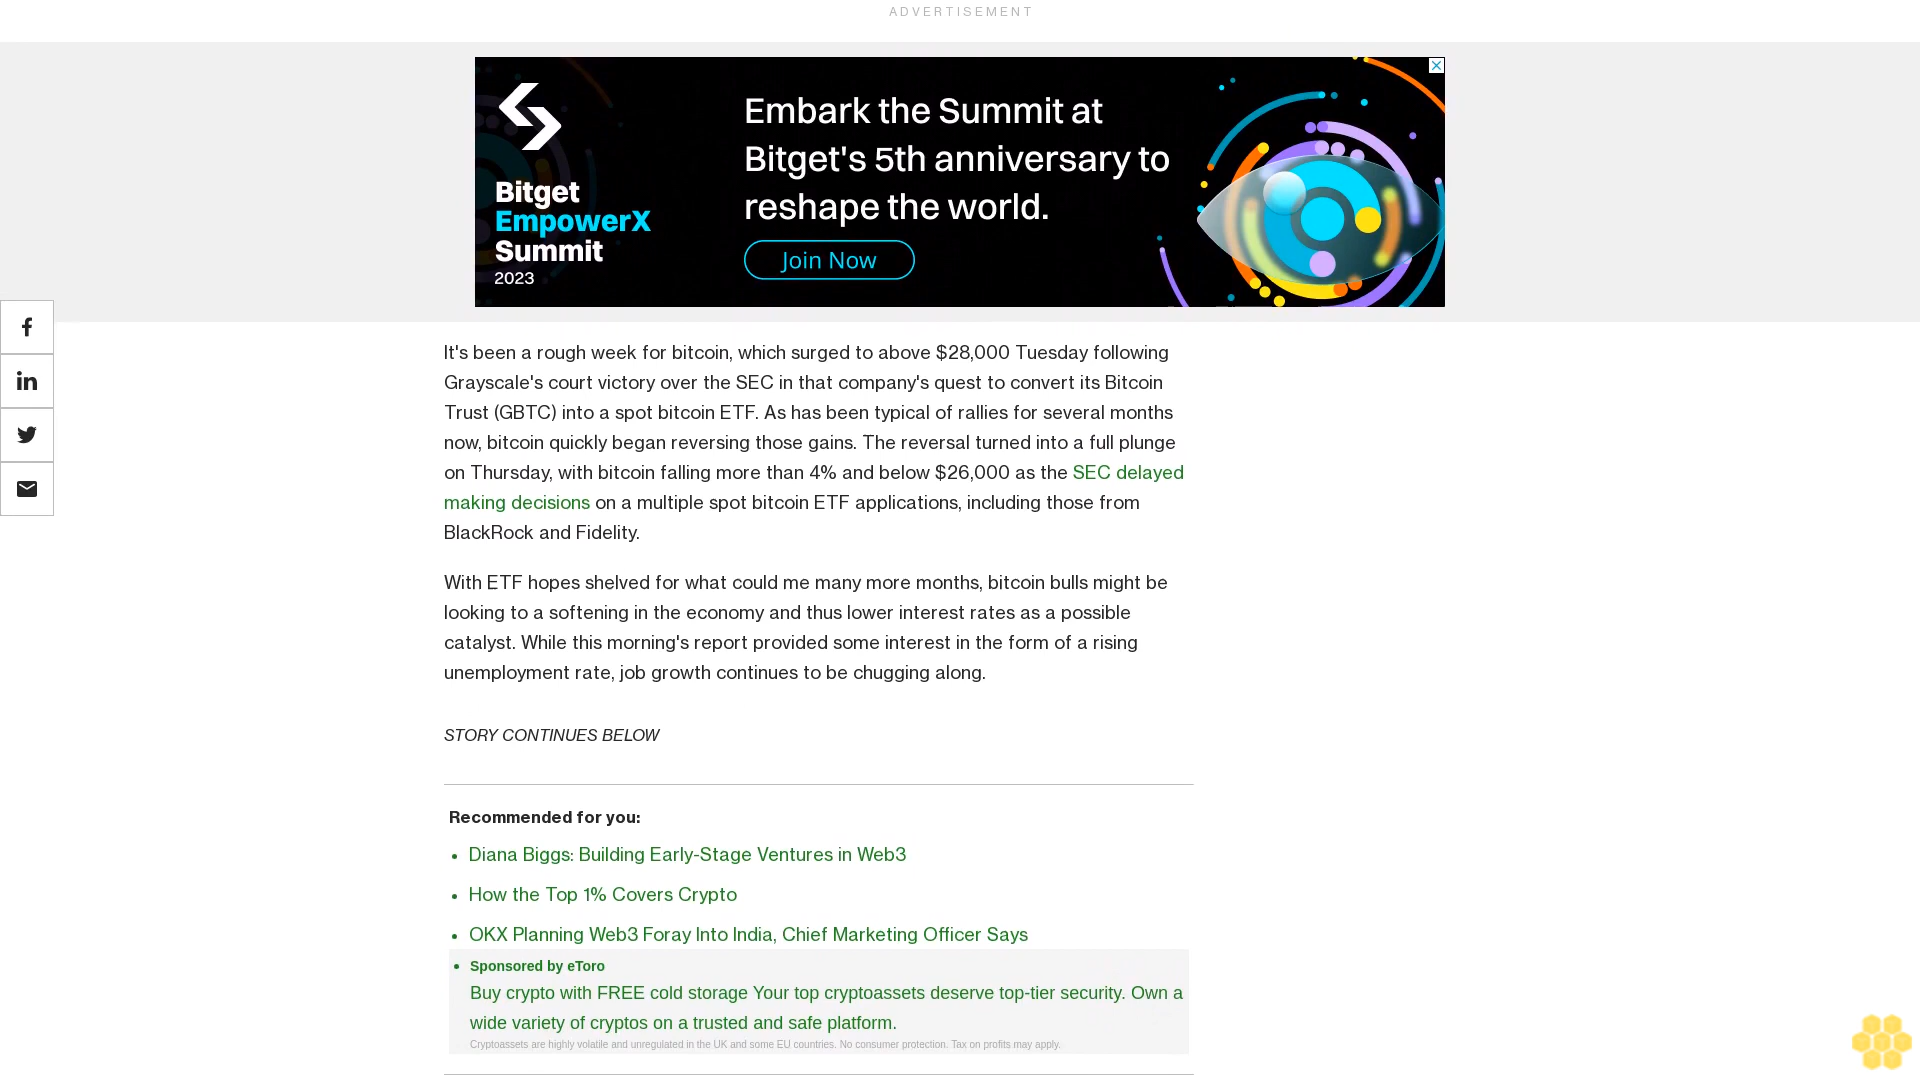 ADVERTISEMENT
Bitget
EmpowerX
Summit
2023
Embark the Summit at
Bitget's 5th anniversary to
reshape the world.
Join Now
It's been a rough week for bitcoin, which surged to above $28,000 Tuesday following
Grayscale's court victory over the SEC in that company's quest to convert its Bitcoin
Trust (GBTC) into a spot bitcoin ETF. As has been typical of rallies for several months
now, bitcoin quickly began reversing those gains. The reversal turned into a full plunge
on Thursday, with bitcoin falling more than 4% and below $26,000 as the SEC delayed
making decisions on a multiple spot bitcoin ETF applications, including those from
BlackRock and Fidelity.
With ETF hopes shelved for what could me many more months, bitcoin bulls might be
looking to a softening in the economy and thus lower interest rates as a possible
catalyst. While this morning's report provided some interest in the form of a rising
unemployment rate, job growth continues to be chugging along.
STORY CONTINUES BELOW
Recommended for you:
• Diana Biggs: Building Early-Stage Ventures in Web3
• How the Top 1% Covers Crypto
• OKX Planning Web3 Foray Into India, Chief Marketing Officer Says
• Sponsored by eToro
Buy crypto with FREE cold storage Your top cryptoassets deserve top-tier security. Own a
wide variety of cryptos on a trusted and safe platform.
Cryptoassets are highly volatile and unregulated in the UK and some EU countries. No consumer protection. Tax on profits may apply.